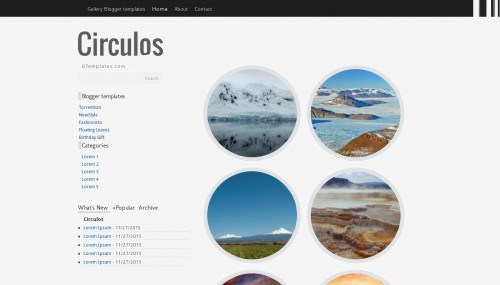 Gallery Blogger templates Home About Contact
Circulos
BTemplates.com
Search
Blogger templates
Torrentism
NewStyle
Fashionista
Floating Leaves
Birthday Gift
Categories
Lorem 1
Lorem 2
Lorem 3
Lorem 4
Lorem 5
What's New +Popular Archive
Circulos
Lorem Ipsum - 11/27/2015
Lorem Ipsum - 11/27/2015
Lorem Ipsum - 11/27/2015
Lorem Ipsum - 11/27/2015
Lorem Ipsum - 11/27/2015